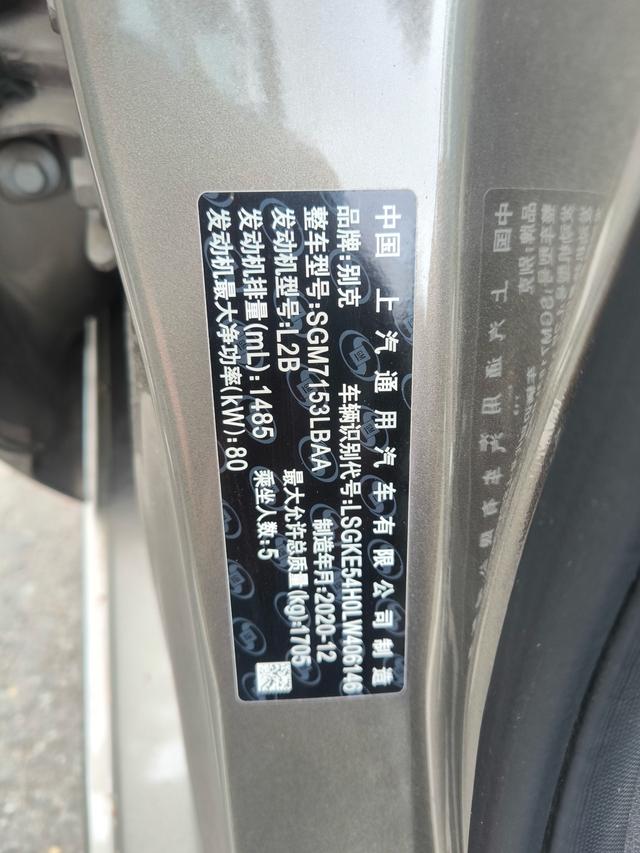 中国 上汽通用汽车有限公司制造
品牌:别克 车辆识别代号:LSGKE54H0LW406146
整车型号:SGM7153LBAA 制造年月:2020-12
发动机型号:L2B 最大允许总质量(kg):1705
发动机排量(mL):1485 乘坐人数:5
发动机最大净功率(kW):80